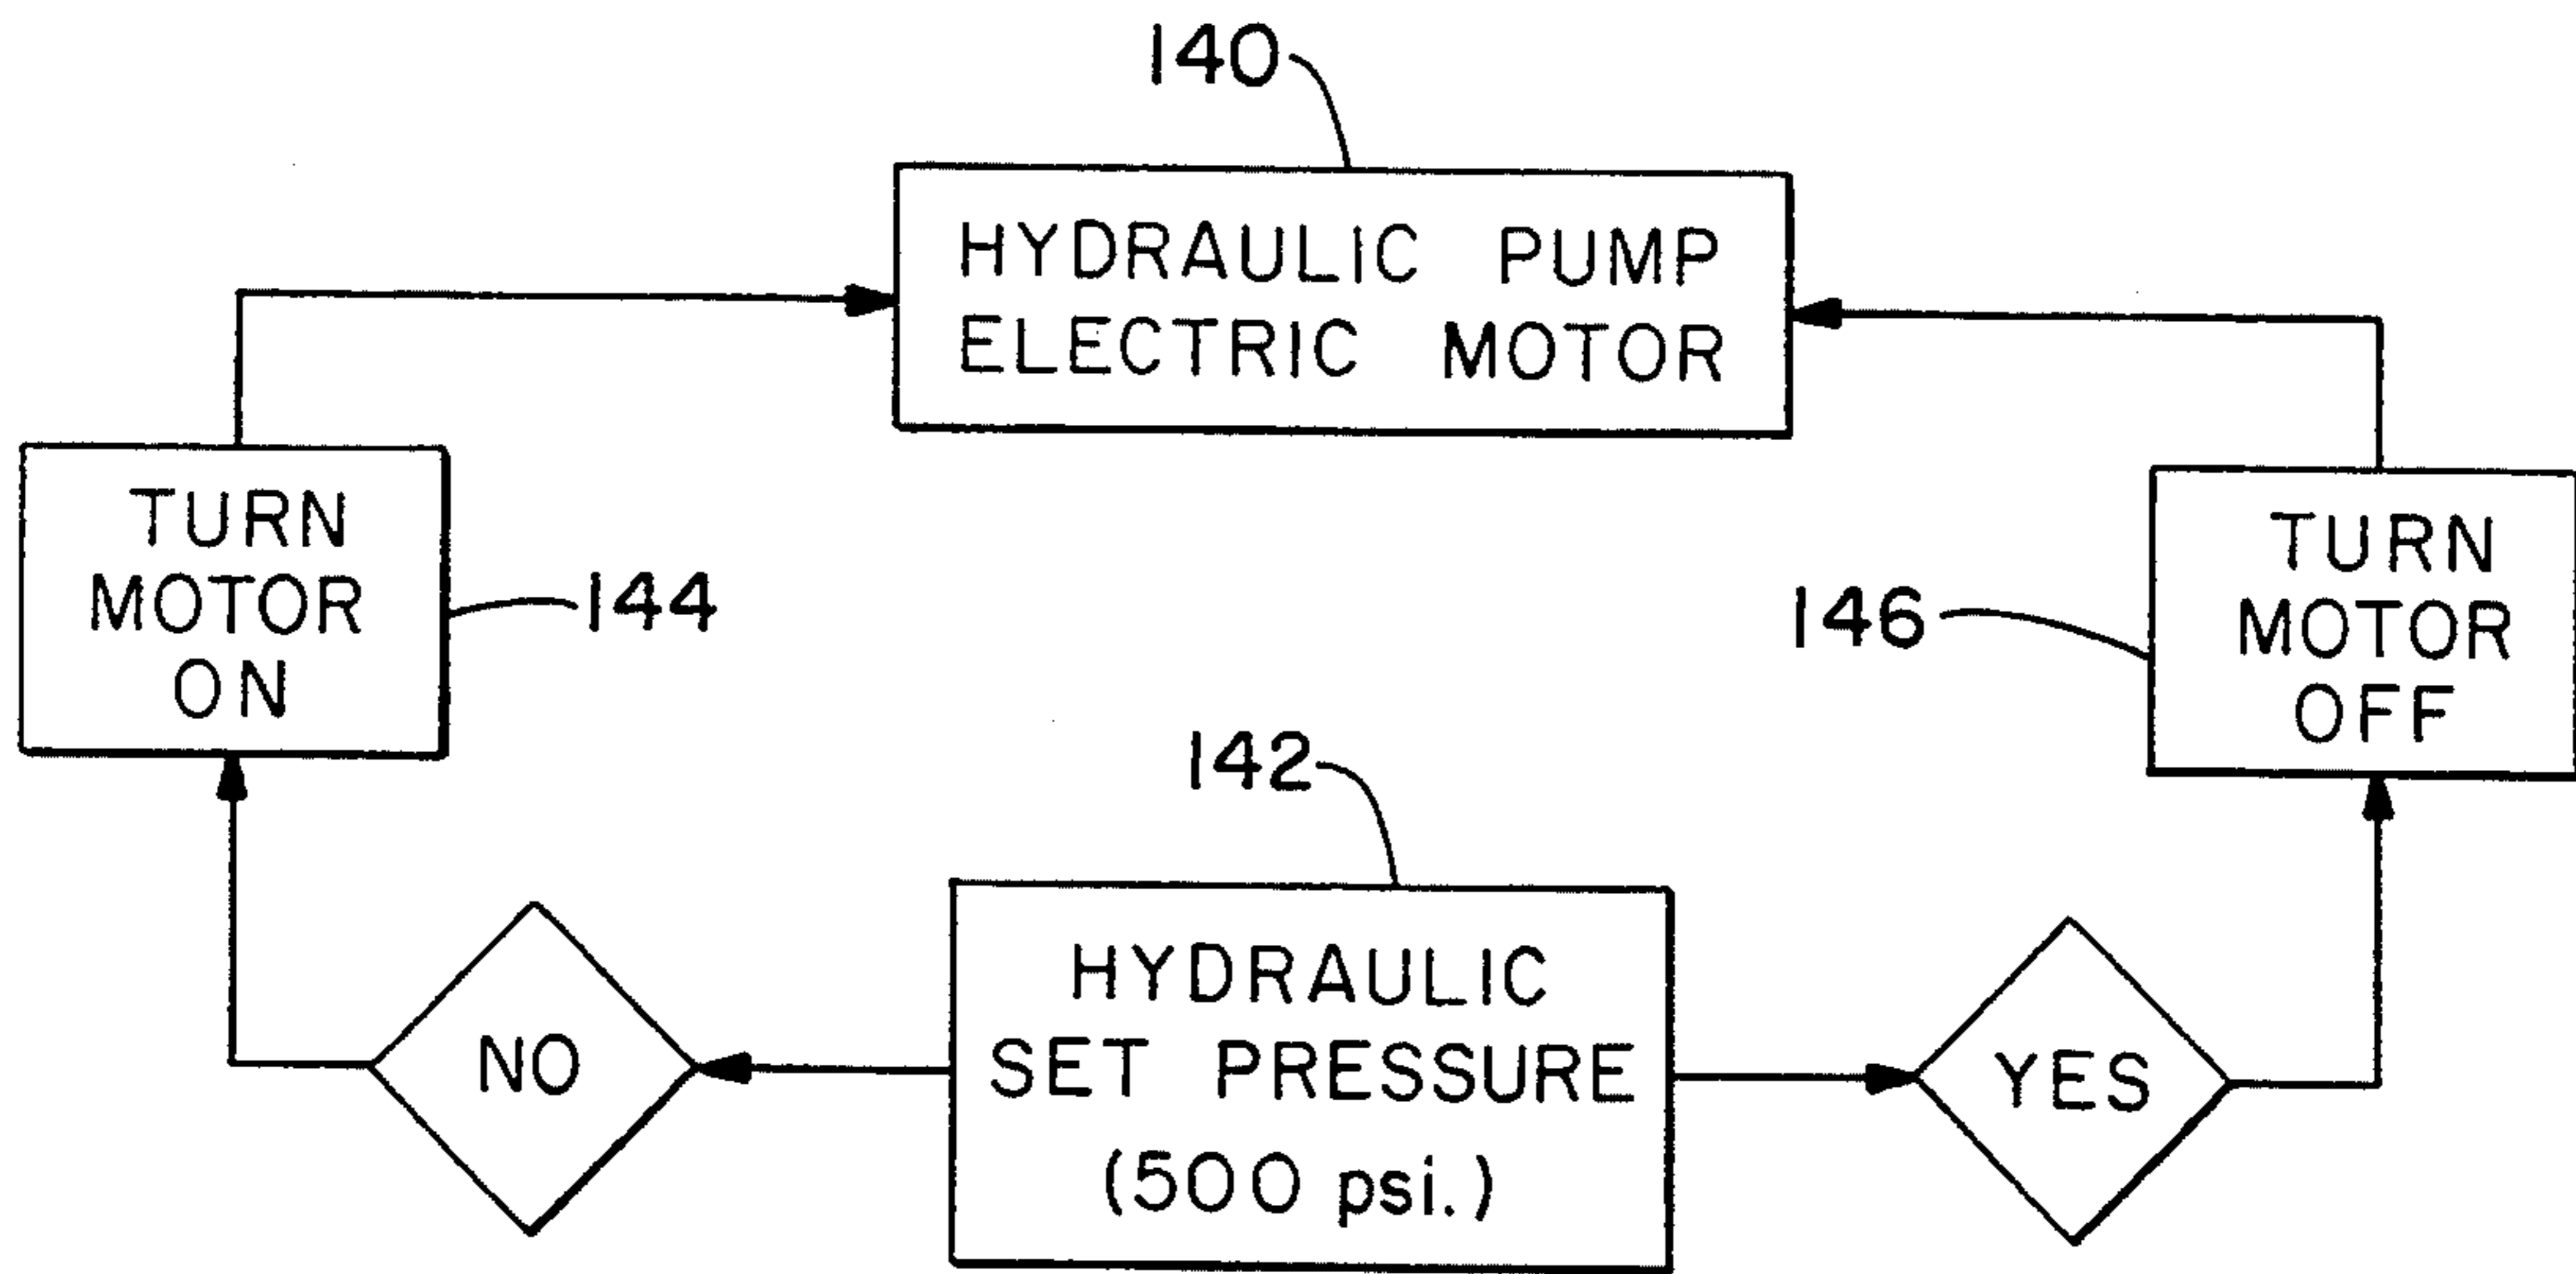 140
HYDRAULIC PUMP
ELECTRIC MOTOR
TURN
MOTOR
ON
144
146
TURN
MOTOR
OFF
142
NO
HYDRAULIC
SET PRESSURE
(500 psi.)
YES